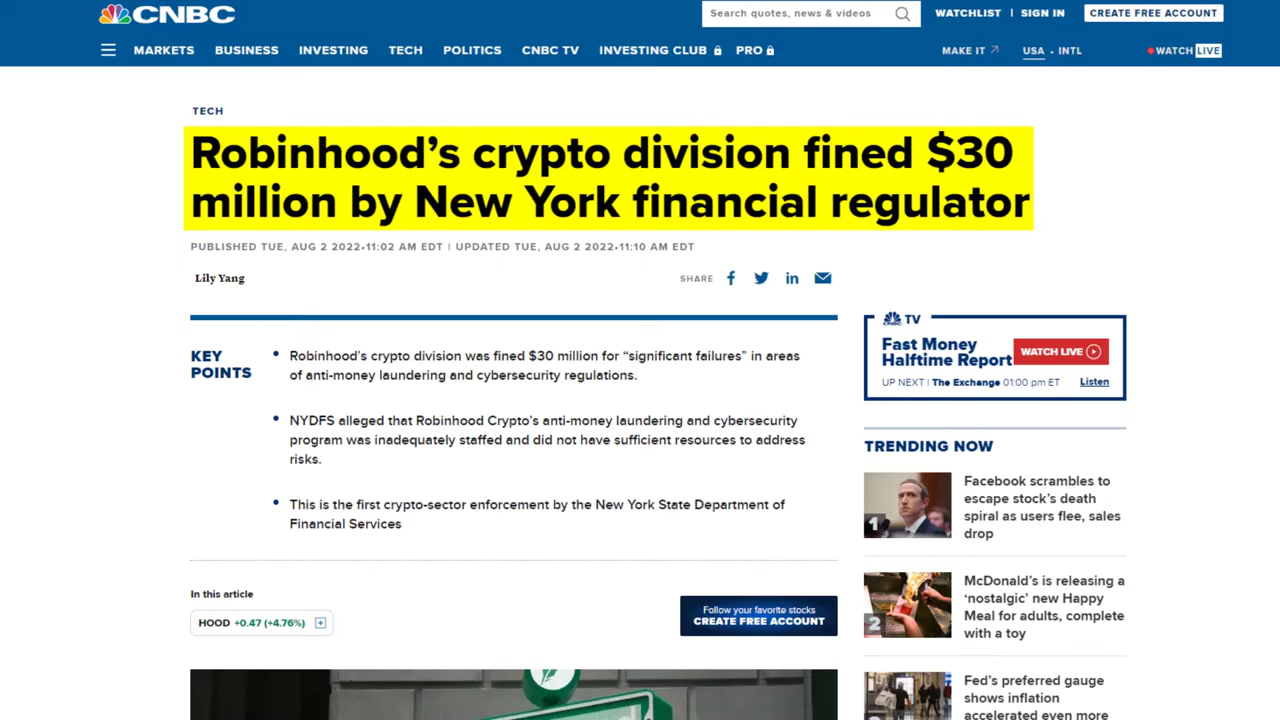 CNBC
Search quotes, news & videos
WATCHLIST | SIGN IN
CREATE FREE ACCOUNT
MARKETS BUSINESS INVESTING TECH POLITICS CNBC TV INVESTING CLUB PRO
MAKE IT USA • INTL WATCH LIVE
TECH
Robinhood’s crypto division fined $30
million by New York financial regulator
PUBLISHED TUE, AUG 2 2022•11:02 AM EDT | UPDATED TUE, AUG 2 2022•11:10 AM EDT
Lily Yang
SHARE
KEY
POINTS
• Robinhood’s crypto division was fined $30 million for “significant failures” in areas
of anti-money laundering and cybersecurity regulations.
• NYDFS alleged that Robinhood Crypto’s anti-money laundering and cybersecurity
program was inadequately staffed and did not have sufficient resources to address
risks.
• This is the first crypto-sector enforcement by the New York State Department of
Financial Services
In this article
HOOD +0.47 (+4.76%)
Follow your favorite stocks
CREATE FREE ACCOUNT
CNBC TV
Fast Money
Halftime Report
WATCH LIVE
UP NEXT | The Exchange 01:00 pm ET
Listen
TRENDING NOW
1
Facebook scrambles to
escape stock’s death
spiral as users flee, sales
drop
2
McDonald’s is releasing a
‘nostalgic’ new Happy
Meal for adults, complete
with a toy
Fed’s preferred gauge
shows inflation
accelerated even more